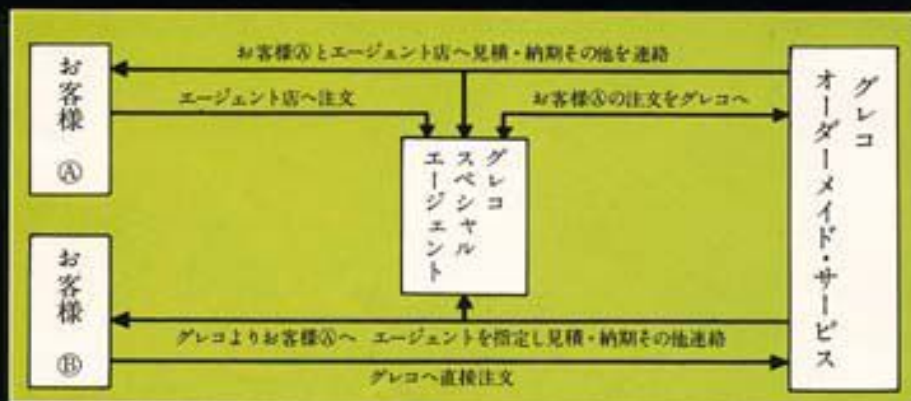 お客様Ⓐとエージェント店へ見積・納期その他を連絡
お客様 Ⓐ
エージェント店へ注文
お客様Ⓐの注文をグレコへ
グレコ
オーダーメイド・サービス
グレコ
スペシャル
エージェント
お客様 Ⓑ
グレコよりお客様Ⓐへ エージェントを指定し見積・納期その他連絡
グレコへ直接注文